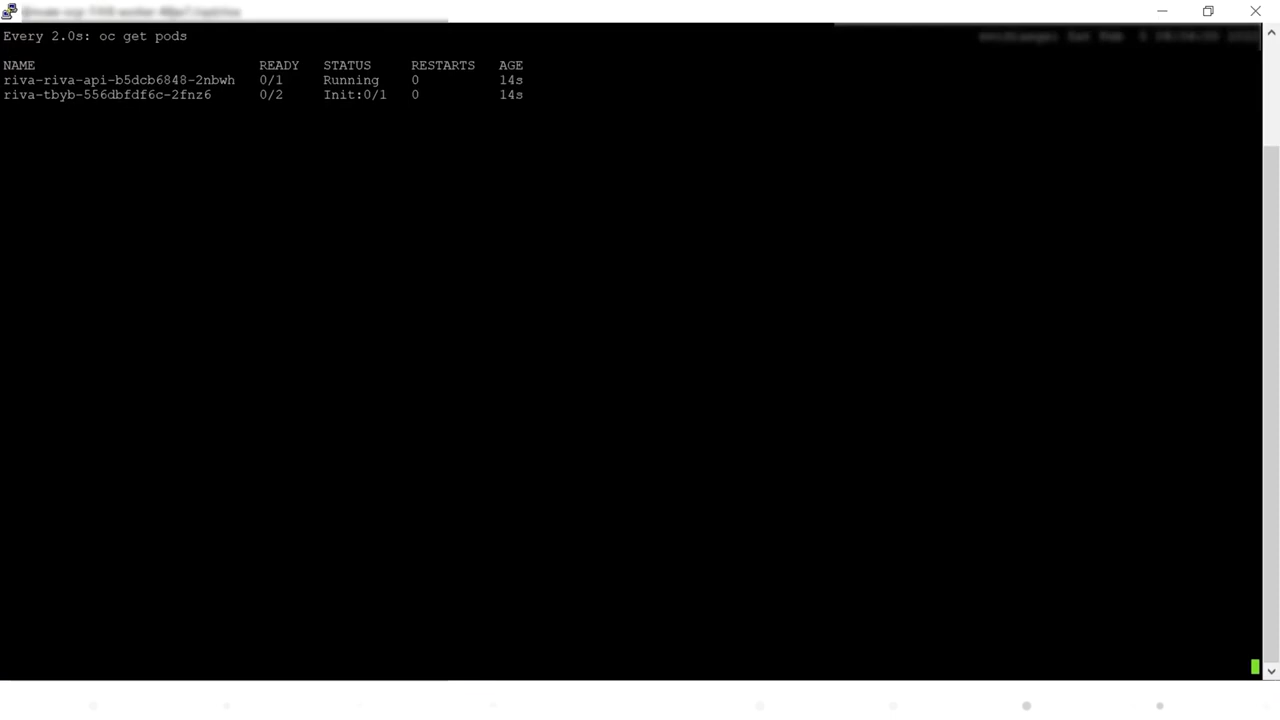 Every 2.0s: oc get pods
NAME READY STATUS RESTARTS AGE
riva-riva-api-b5dcb6848-2nbwh 0/1 Running 0 14s
riva-tbyb-556dbfdf6c-2fnz6 0/2 Init:0/1 0 14s